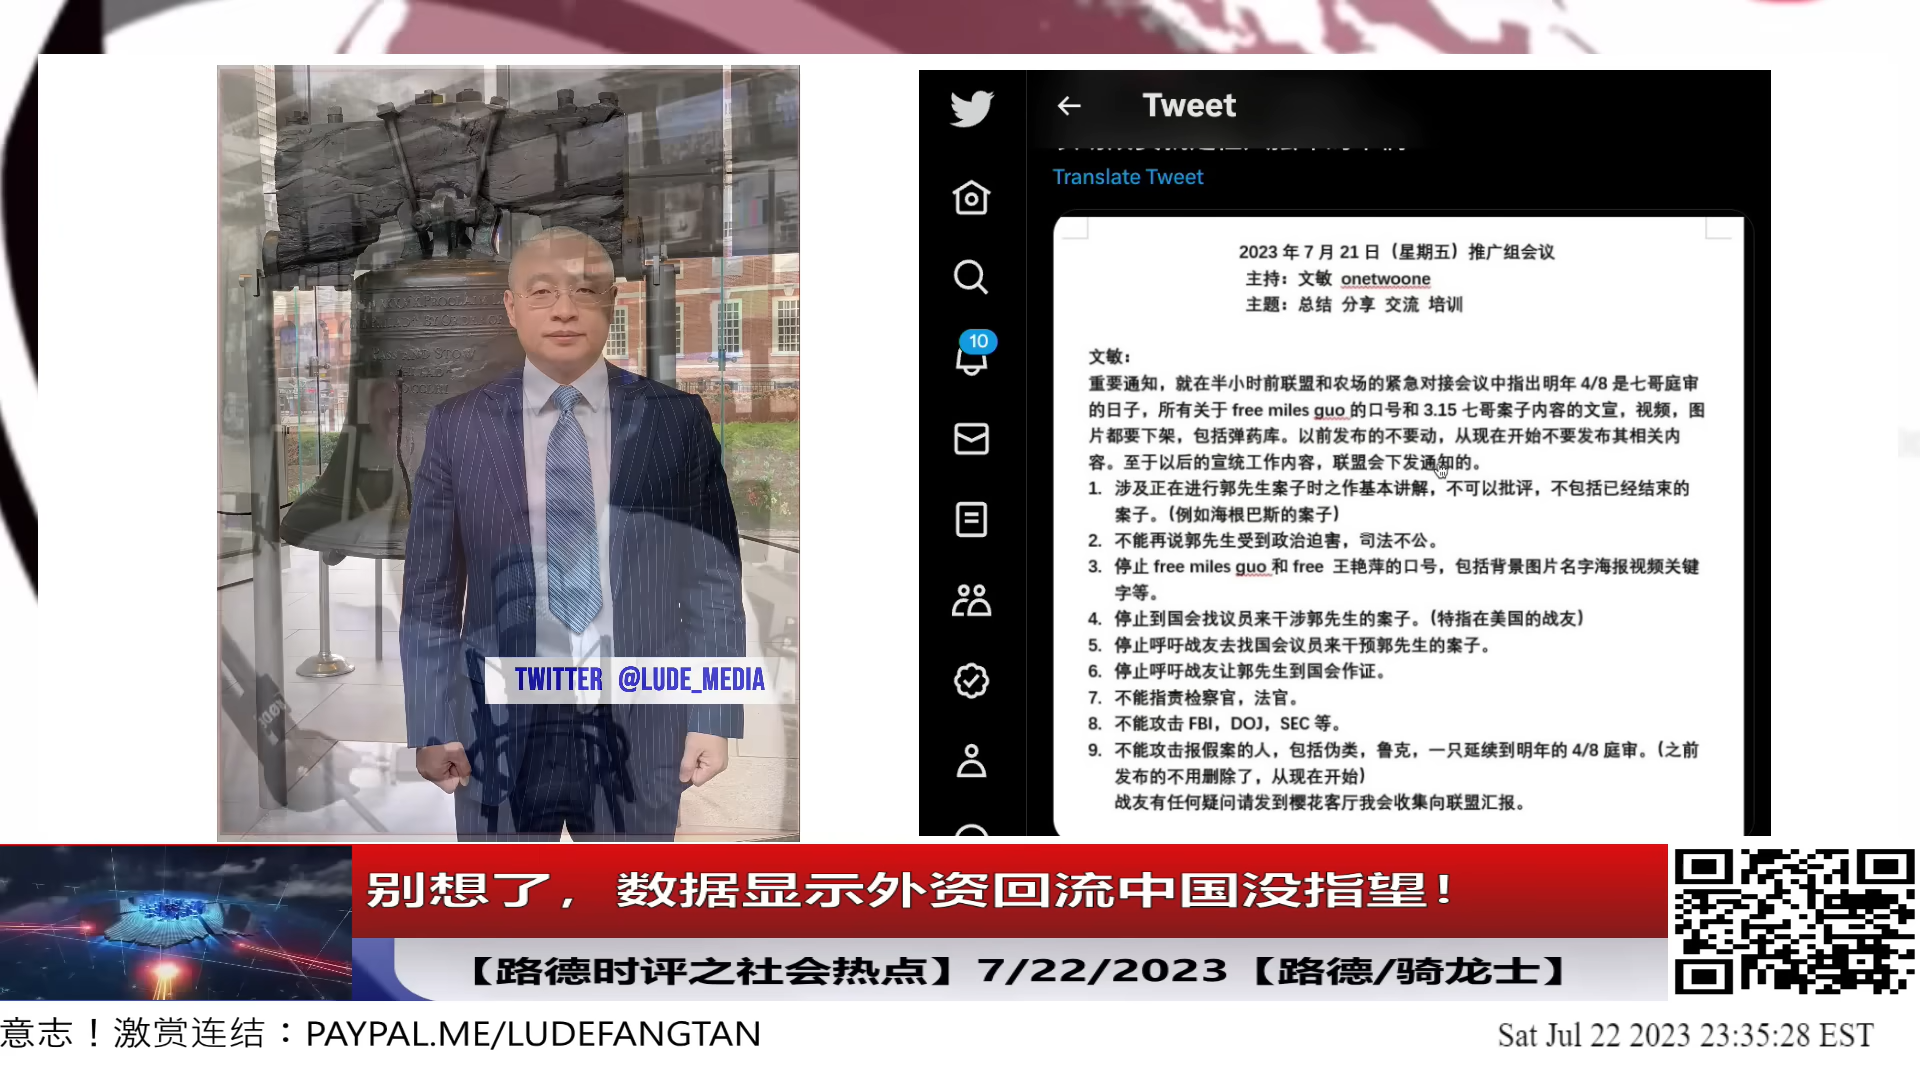 TWITTER @LUDE_MEDIA
Tweet
Translate Tweet
10
2023 年 7 月 21 日（星期五）推广组会议
主持：文敏 onetwoone
主题：总结 分享 交流 培训
文敏：
重要通知，就在半小时前联盟和农场的紧急对接会议中指出明年 4/8 是七哥庭审
的日子，所有关于 free miles guo 的口号和 3.15 七哥案子内容的文宣，视频，图
片都要下架，包括弹药库。以前发布的不要动，从现在开始不要发布其相关内
容。至于以后的宣统工作内容，联盟会下发通知的。
1. 涉及正在进行郭先生案子时之作基本讲解，不可以批评，不包括已经结束的
案子。（例如海根巴斯的案子）
2. 不能再说郭先生受到政治迫害，司法不公。
3. 停止 free miles guo 和 free 王艳萍的口号，包括背景图片名字海报视频关键
字等。
4. 停止到国会找议员来干涉郭先生的案子。（特指在美国的战友）
5. 停止呼吁战友去找国会议员来干预郭先生的案子。
6. 停止呼吁战友让郭先生到国会作证。
7. 不能指责检察官，法官。
8. 不能攻击 FBI，DOJ，SEC 等。
9. 不能攻击报假案的人，包括伪类，鲁克，一只延续到明年的 4/8 庭审。（之前
发布的不用删除了，从现在开始）
战友有任何疑问请发到樱花客厅我会收集向联盟汇报。
别想了，数据显示外资回流中国没指望！
【路德时评之社会热点】7/22/2023【路德/骑龙士】
意志！激赏连结：PAYPAL.ME/LUDEFANGTAN
Sat Jul 22 2023 23:35:28 EST